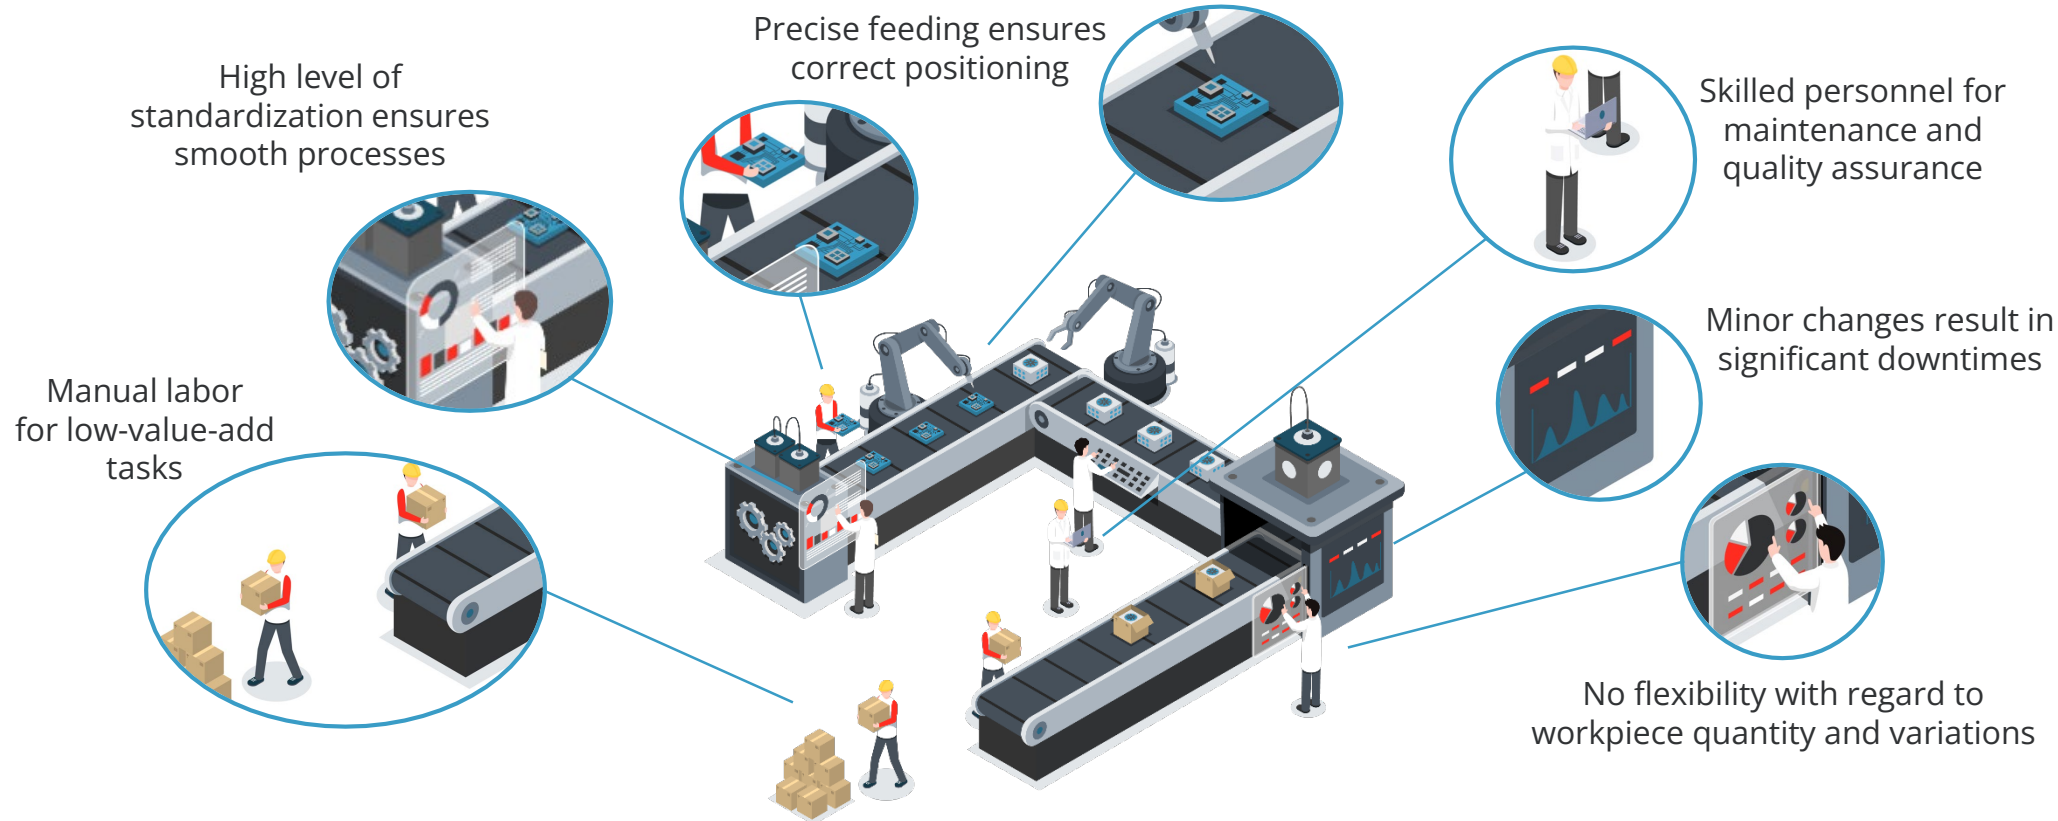 Precise feeding ensures
correct positioning
High level of
standardization ensures
smooth processes
Skilled personnel for
maintenance and
quality assurance
Minor changes result in
significant downtimes
Manual labor
for low-value-add
tasks
No flexibility with regard to
workpiece quantity and variations